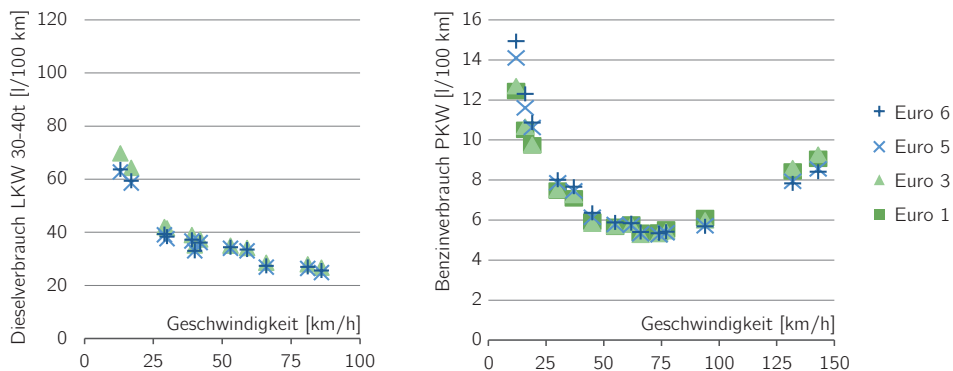 Dieselverbrauch LKW 30-40t [l/100 km]
120
100
80
60
40
20
0
Geschwindigkeit [km/h]
0 25 50 75 100
Benzinverbrauch PKW [l/100 km]
16
14
12
10
8
6
4
2
0
Geschwindigkeit [km/h]
0 25 50 75 100 125 150
Euro 6
Euro 5
Euro 3
Euro 1